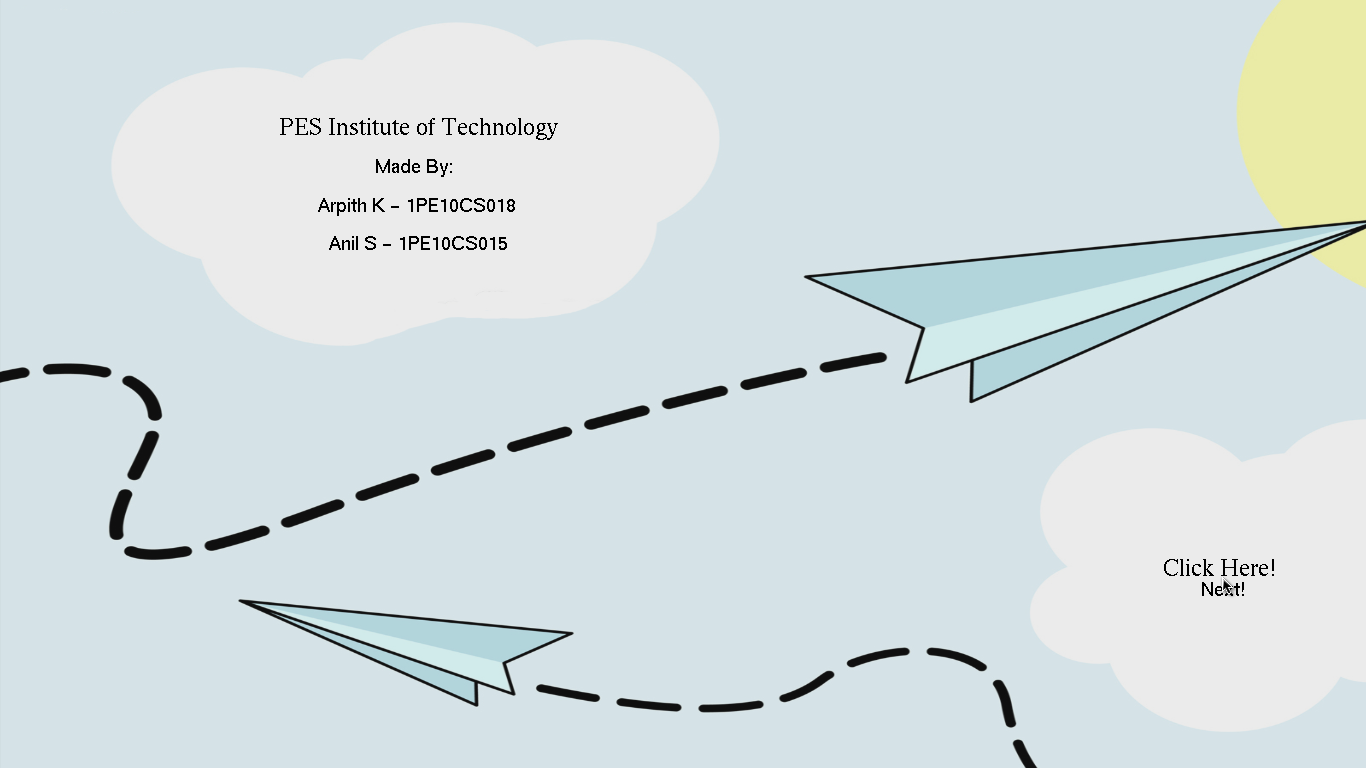 PES Institute of Technology
Made By:
Arpith K - 1PE10CS018
Anil S - 1PE10CS015
Click Here!
Next!